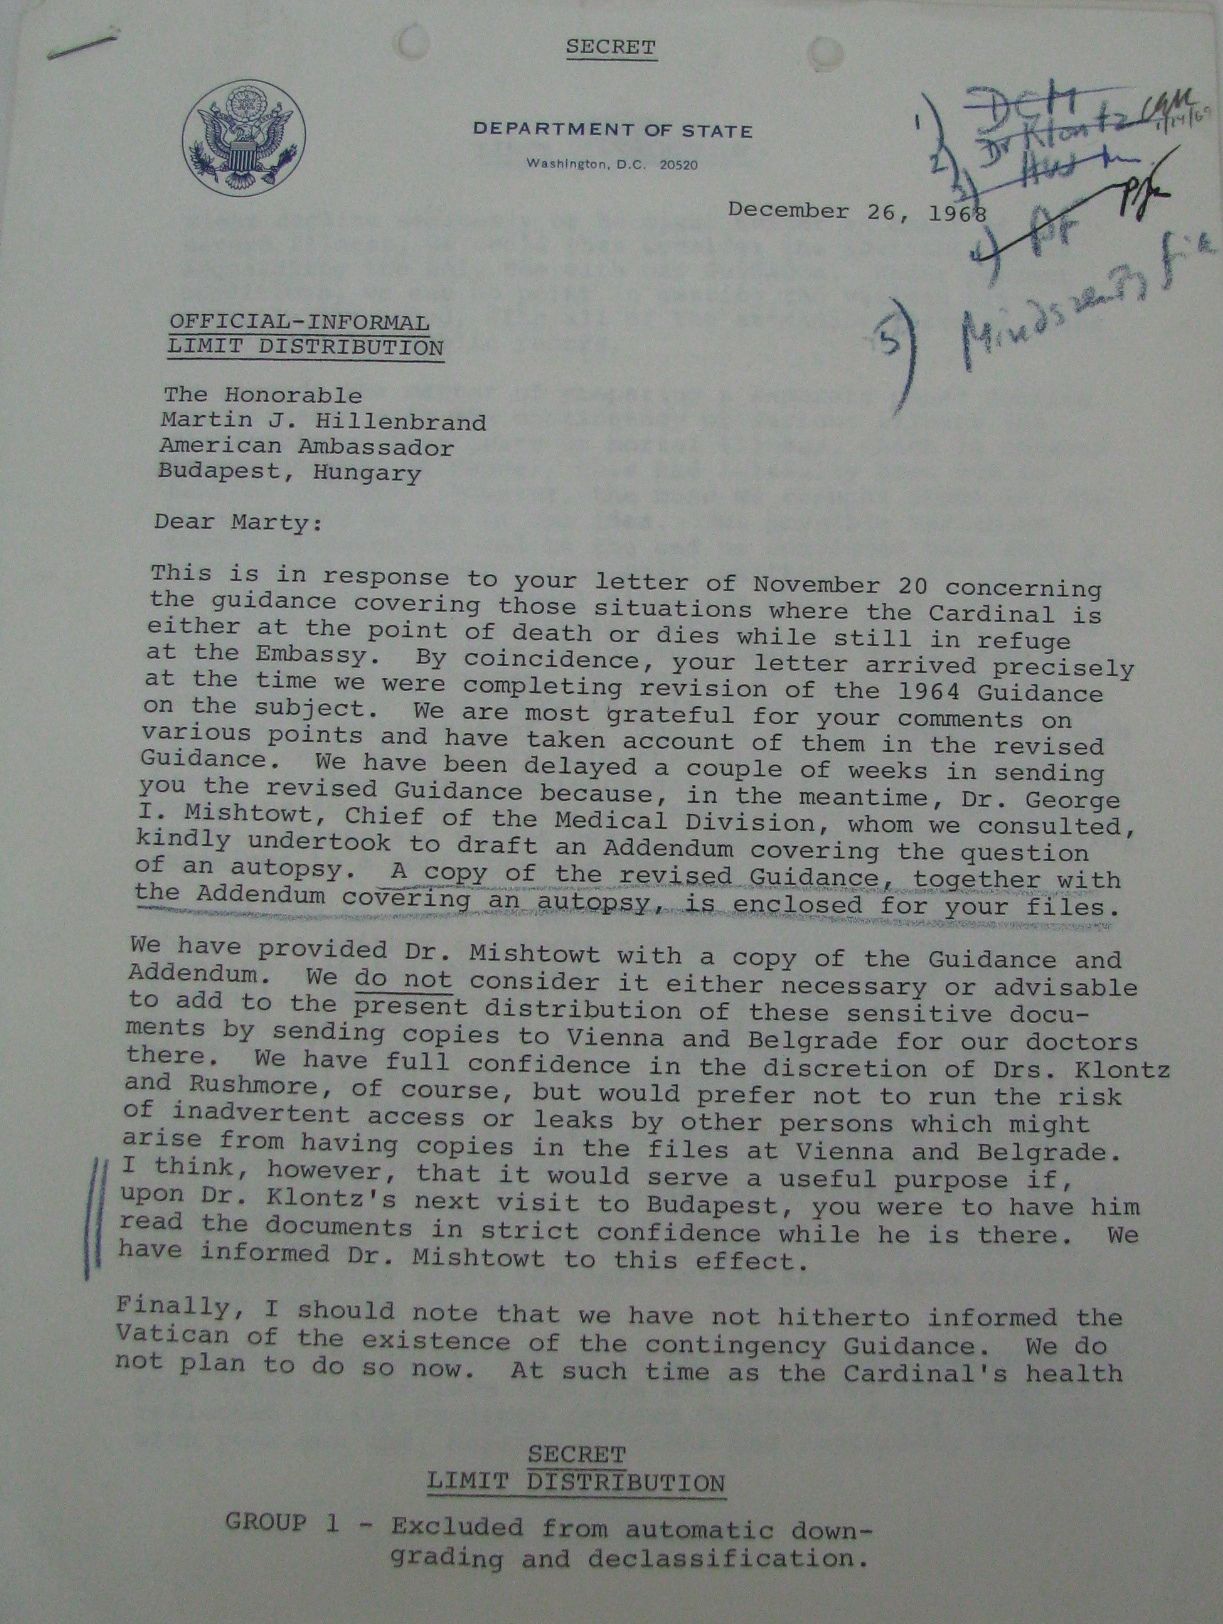 SECRET
DEPARTMENT OF STATE
Washington, D.C. 20520
1) DCM
2) Dr Klontz
1/14/69
3)
4)
5) Mindszenty file
December 26, 1968
OFFICIAL-INFORMAL
LIMIT DISTRIBUTION
The Honorable
Martin J. Hillenbrand
American Ambassador
Budapest, Hungary
Dear Marty:
This is in response to your letter of November 20 concerning
the guidance covering those situations where the Cardinal is
either at the point of death or dies while still in refuge
at the Embassy. By coincidence, your letter arrived precisely
at the time we were completing revision of the 1964 Guidance
on the subject. We are most grateful for your comments on
various points and have taken account of them in the revised
Guidance. We have been delayed a couple of weeks in sending
you the revised Guidance because, in the meantime, Dr. George
I. Mishtowt, Chief of the Medical Division, whom we consulted,
kindly undertook to draft an Addendum covering the question
of an autopsy. A copy of the revised Guidance, together with
the Addendum covering an autopsy, is enclosed for your files.
We have provided Dr. Mishtowt with a copy of the Guidance and
Addendum. We do not consider it either necessary or advisable
to add to the present distribution of these sensitive docu-
ments by sending copies to Vienna and Belgrade for our doctors
there. We have full confidence in the discretion of Drs. Klontz
and Rushmore, of course, but would prefer not to run the risk
of inadvertent access or leaks by other persons which might
arise from having copies in the files at Vienna and Belgrade.
I think, however, that it would serve a useful purpose if,
upon Dr. Klontz's next visit to Budapest, you were to have him
read the documents in strict confidence while he is there. We
have informed Dr. Mishtowt to this effect.
Finally, I should note that we have not hitherto informed the
Vatican of the existence of the contingency Guidance. We do
not plan to do so now. At such time as the Cardinal's health
SECRET
LIMIT DISTRIBUTION
GROUP 1 - Excluded from automatic down-
grading and declassification.